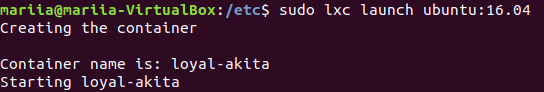 mariia@mariia-VirtualBox:/etc$ sudo lxc launch ubuntu:16.04
Creating the container
Container name is: loyal-akita
Starting loyal-akita